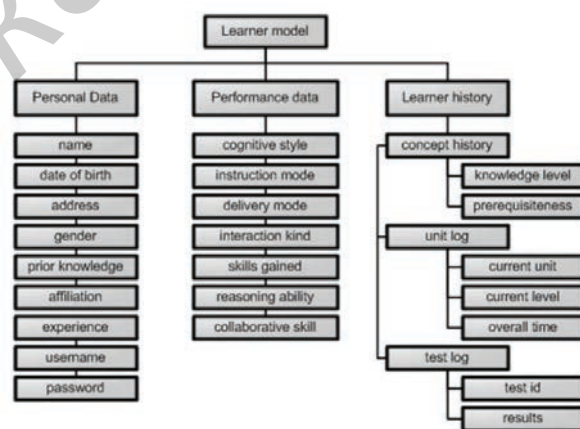 Learner model
Personal Data
name
date of birth
address
gender
prior knowledge
affiliation
experience
username
password
Performance data
cognitive style
instruction mode
delivery mode
interaction kind
skills gained
reasoning ability
collaborative skill
Learner history
concept history
knowledge level
prerequisiteness
unit log
current unit
current level
overall time
test log
test id
results